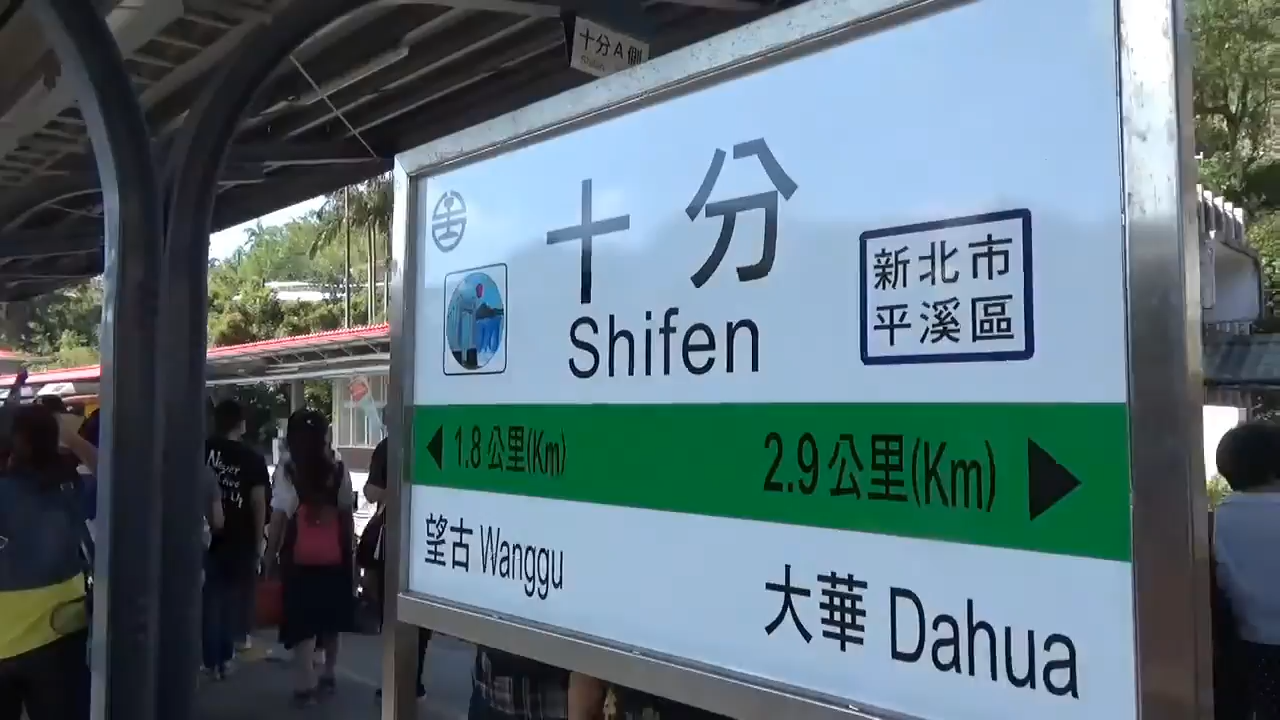 十分A側
十分
Shifen
新北市
平溪區
1.8公里(Km)
2.9公里(Km)
望古 Wanggu
大華 Dahua
Never